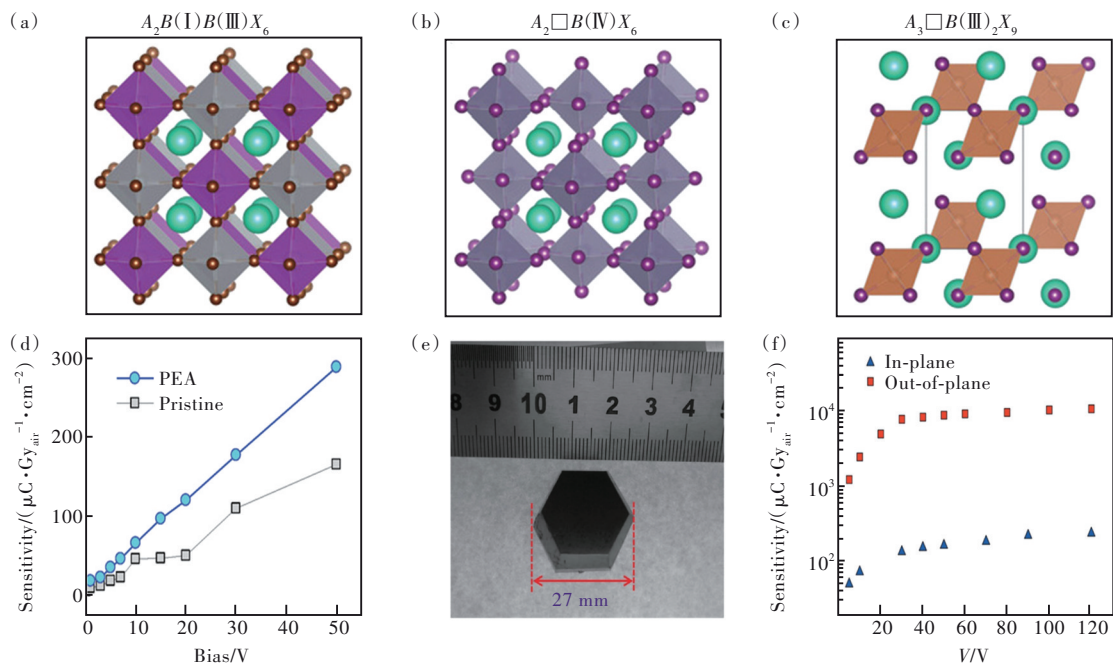 (a)
A₂B(Ⅰ)B(Ⅲ)X₆
(b)
A₂□B(Ⅳ)X₆
(c)
A₃□B(Ⅲ)₂X₉
(d)
300
200
100
0
Sensitivity/(μC·Gyair⁻¹·cm⁻²)
PEA
Pristine
0 10 20 30 40 50
Bias/V
(e)
mm
8 9 10 1 2 3 4 5
27 mm
(f)
10⁴
10³
10²
Sensitivity/(μC·Gyair⁻¹·cm⁻²)
In-plane
Out-of-plane
20 40 60 80 100 120
V/V